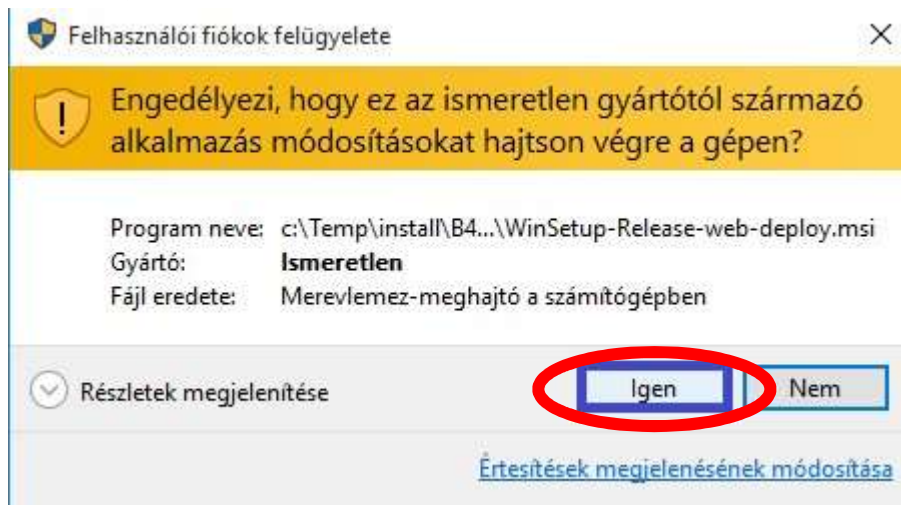 Felhasználói fiókok felügyelete
Engedélyezi, hogy ez az ismeretlen gyártótól származó
alkalmazás módosításokat hajtson végre a gépen?
Program neve: c:\Temp\install\B4...\WinSetup-Release-web-deploy.msi
Gyártó: Ismeretlen
Fájl eredete: Merevlemez-meghajtó a számítógépben
Részletek megjelenítése Igen Nem
Értesítések megjelenésének módosítása